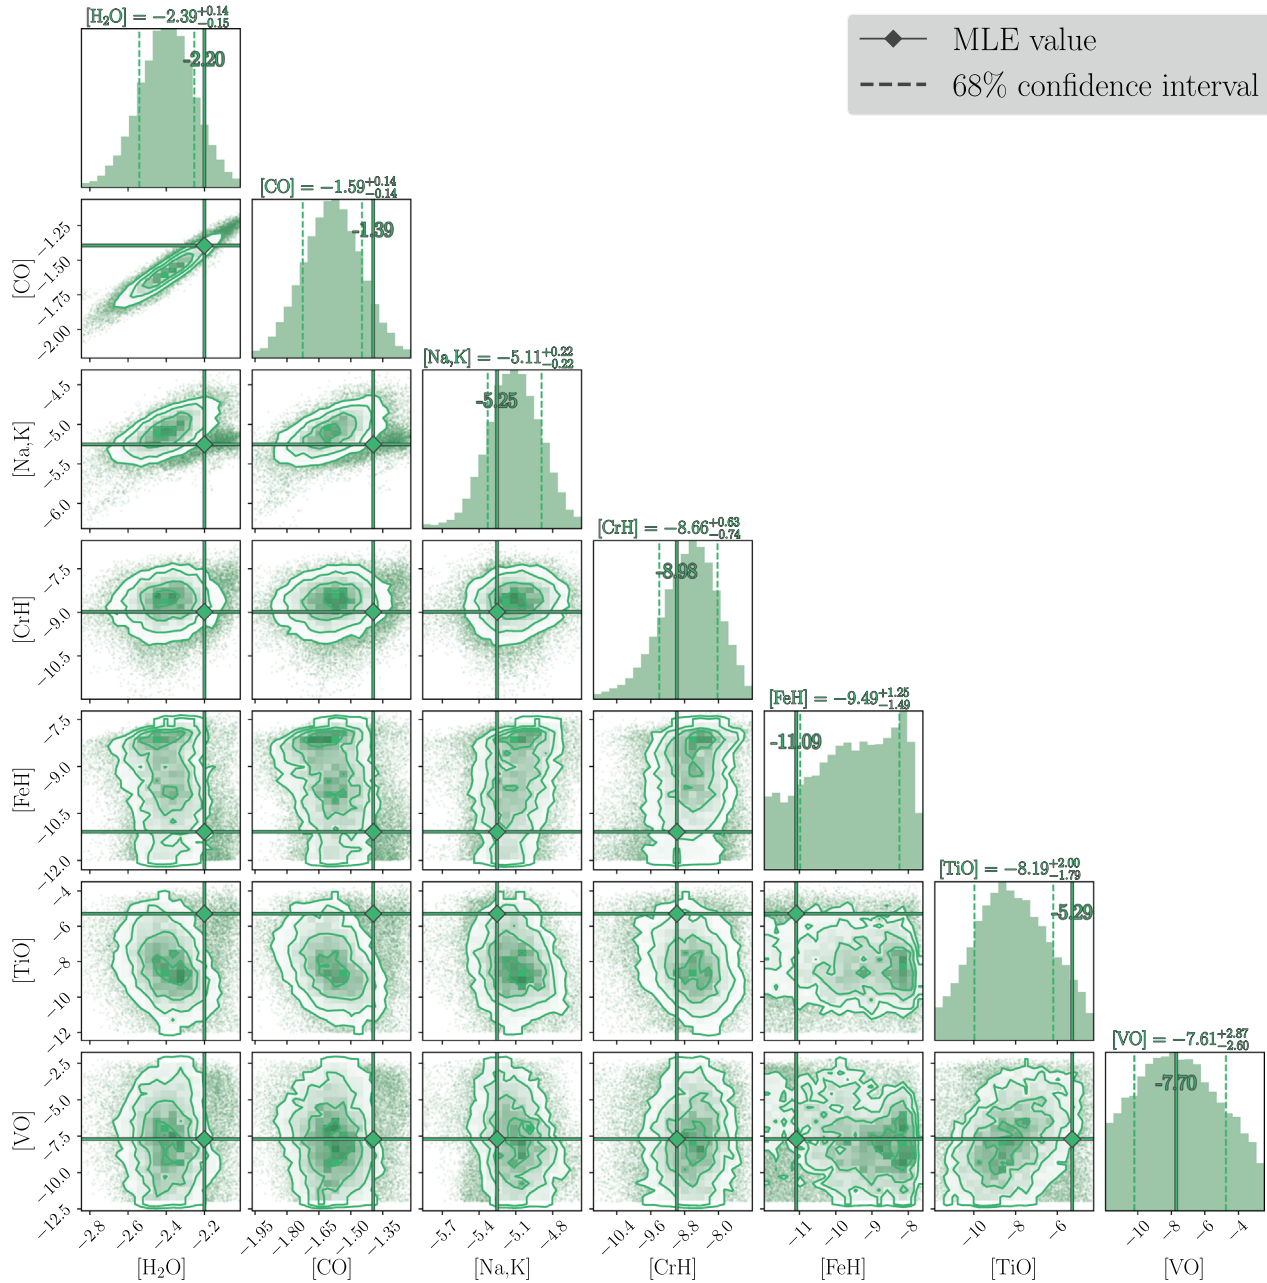 [H₂O] = −2.39+0.14 −0.15
MLE value
68% confidence interval
-2.20
[CO] = −1.59+0.14 −0.14
-1.39
[CO]
−1.25
−1.50
−1.75
−2.00
[Na,K] = −5.11+0.22 −0.22
-5.25
[Na,K]
−4.5
−5.0
−5.5
−6.0
[CrH] = −8.66+0.63 −0.74
-8.98
[CrH]
−7.5
−9.0
−10.5
[FeH] = −9.49+1.25 −1.49
-11.09
[FeH]
−7.5
−9.0
−10.5
−12.0
[TiO] = −8.19+2.00 −1.79
-5.29
[TiO]
−4
−6
−8
−10
−12
[VO] = −7.61+2.87 −2.60
-7.70
[VO]
−2.5
−5.0
−7.5
−10.0
−12.5
−2.8 −2.6 −2.4 −2.2
−1.95 −1.80 −1.65 −1.50 −1.35
−5.7 −5.4 −5.1 −4.8
−10.4 −9.6 −8.8 −8.0
−11 −10 −9 −8
−10 −8 −6
−10 −8 −6 −4
[H₂O] [CO] [Na,K] [CrH] [FeH] [TiO] [VO]